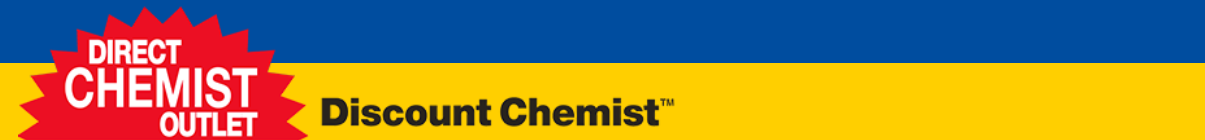 DIRECT
CHEMIST
OUTLET
Discount Chemist™